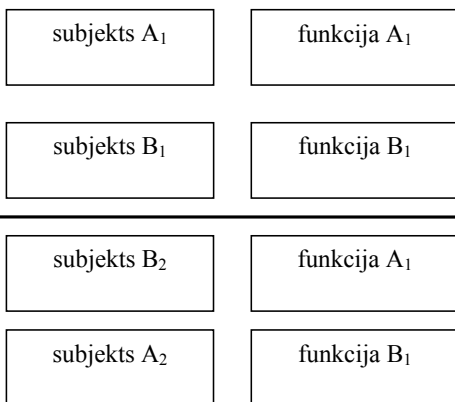 subjekts A₁ funkcija A₁
subjekts B₁ funkcija B₁
subjekts B₂ funkcija A₁
subjekts A₂ funkcija B₁